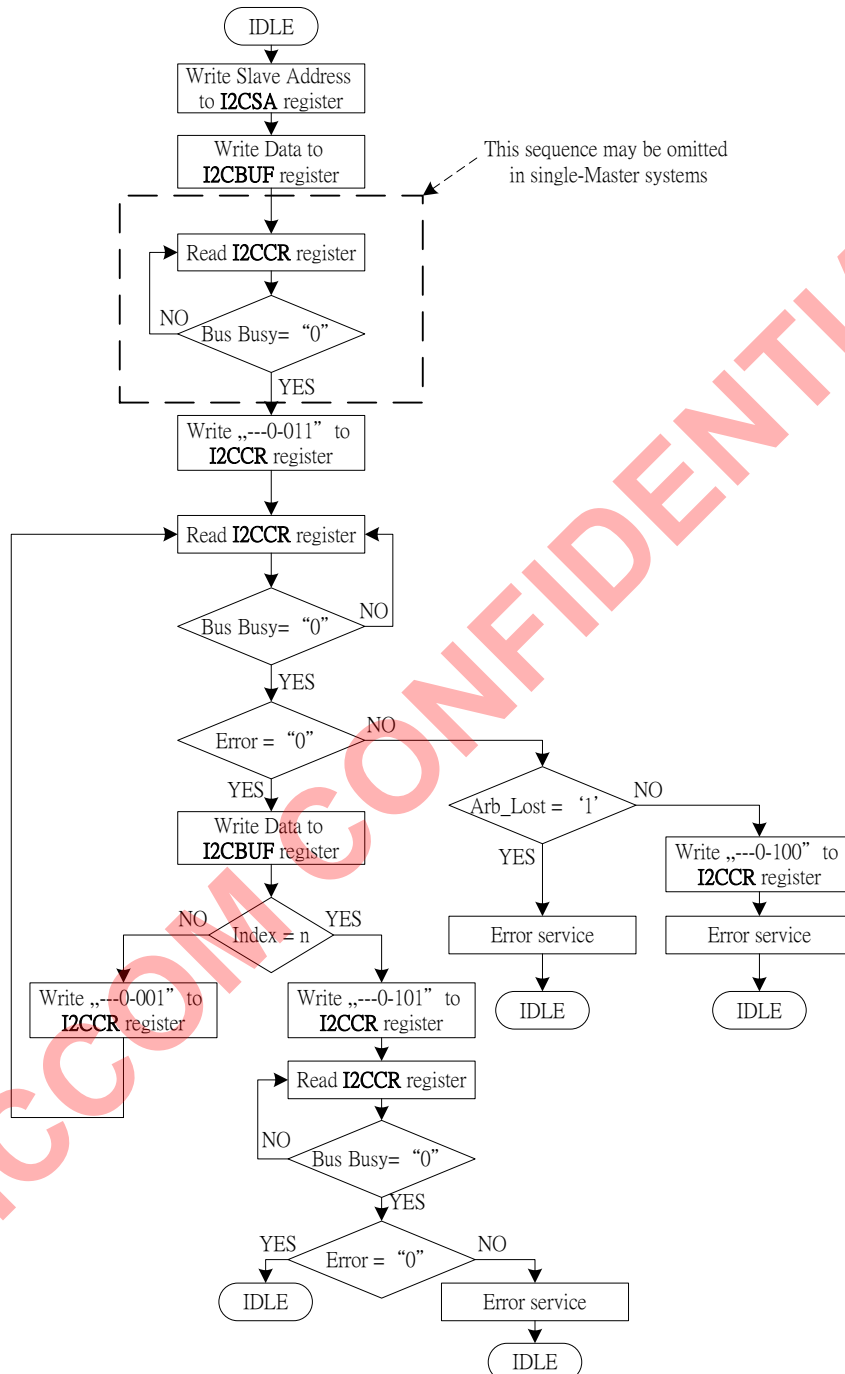 IDLE
Write Slave Address
to I2CSA register
Write Data to
I2CBUF register
This sequence may be omitted
in single-Master systems
Read I2CCR register
NO
Bus Busy= “0”
YES
Write „---0-011” to
I2CCR register
Read I2CCR register
NO
Bus Busy= “0”
YES
Error = “0”
NO
YES
Arb_Lost = ‘1’
NO
YES
Write Data to
I2CBUF register
Write „---0-100” to
I2CCR register
Index = n
NO
YES
Error service
Error service
Write „---0-001” to
I2CCR register
Write „---0-101” to
I2CCR register
IDLE
IDLE
Read I2CCR register
NO
Bus Busy= “0”
YES
Error = “0”
YES
NO
IDLE
Error service
IDLE
CCOM CONFIDENTI